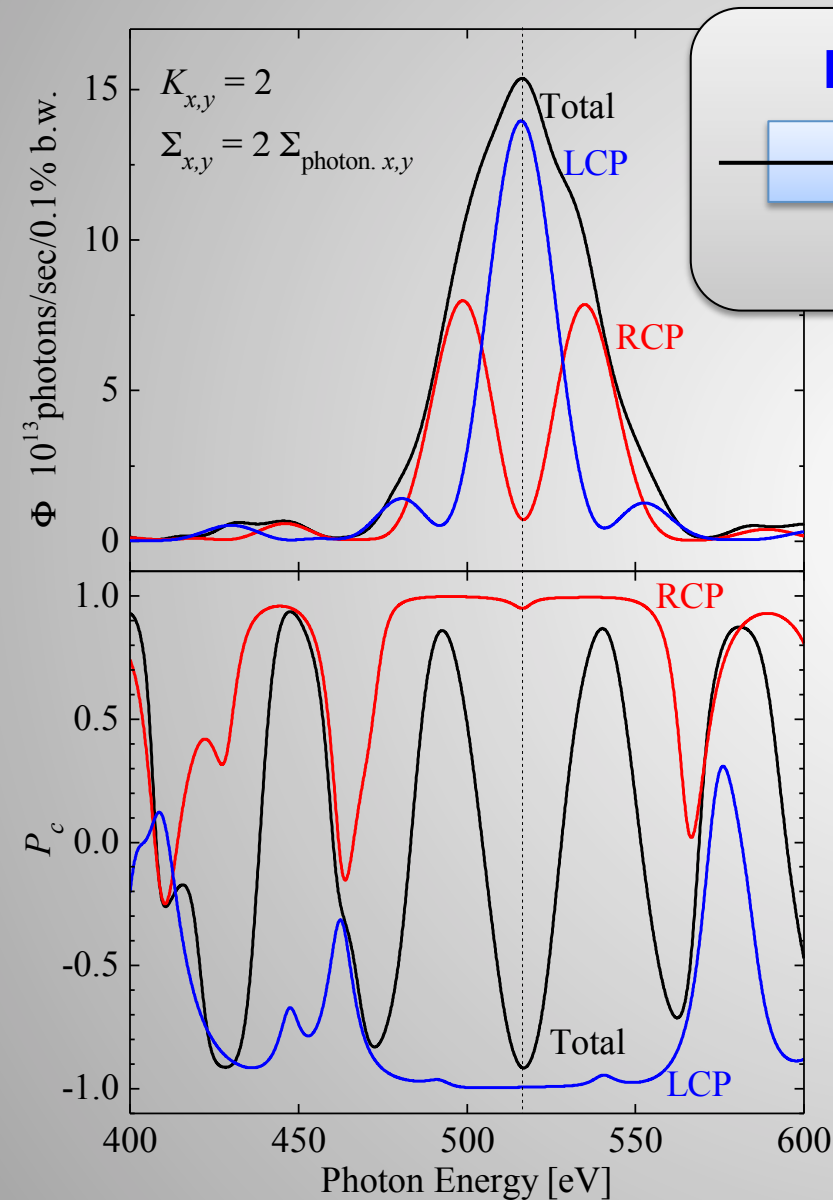 K_{x,y} = 2
Σ_{x,y} = 2 Σ_{photon. x,y}
Total
LCP
RCP
15
10
5
0
Φ 10^{13}photons/sec/0.1% b.w.
RCP
Total
LCP
1.0
0.5
0.0
-0.5
-1.0
P_c
400 450 500 550 600
Photon Energy [eV]